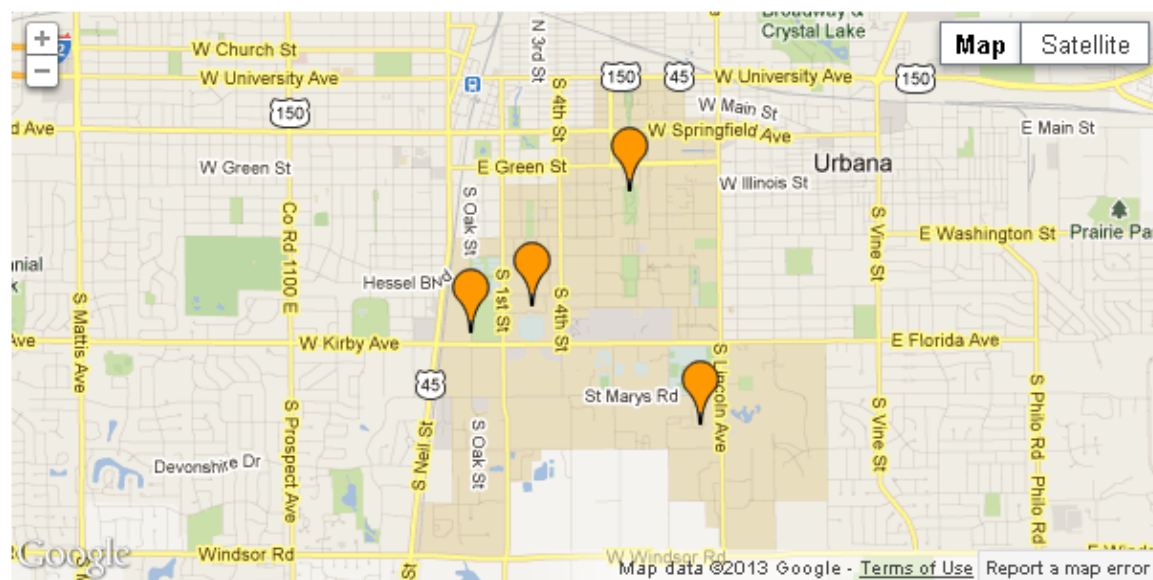 Broadway &
Crystal Lake
+
−
Map
Satellite
W Church St
N 3rd St
W University Ave
150
45
W University Ave
150
150
S 4th St
W Main St
W Springfield Ave
E Main St
d Ave
W Green St
E Green St
Urbana
W Illinois St
S Oak St
Co Rd 1100 E
S Vine St
E Washington St
Prairie Pa
nial
Hessel Blvd
S 1st St
S 4th St
S Mattis Ave
W Kirby Ave
E Florida Ave
ve
45
S Lincoln Ave
St Marys Rd
S Prospect Ave
S Neil St
S Oak St
S Vine St
S Philo Rd
Philo Rd
Devonshire Dr
Google
Windsor Rd
W Windsor Rd
E Winds
Map data ©2013 Google - Terms of Use
Report a map error